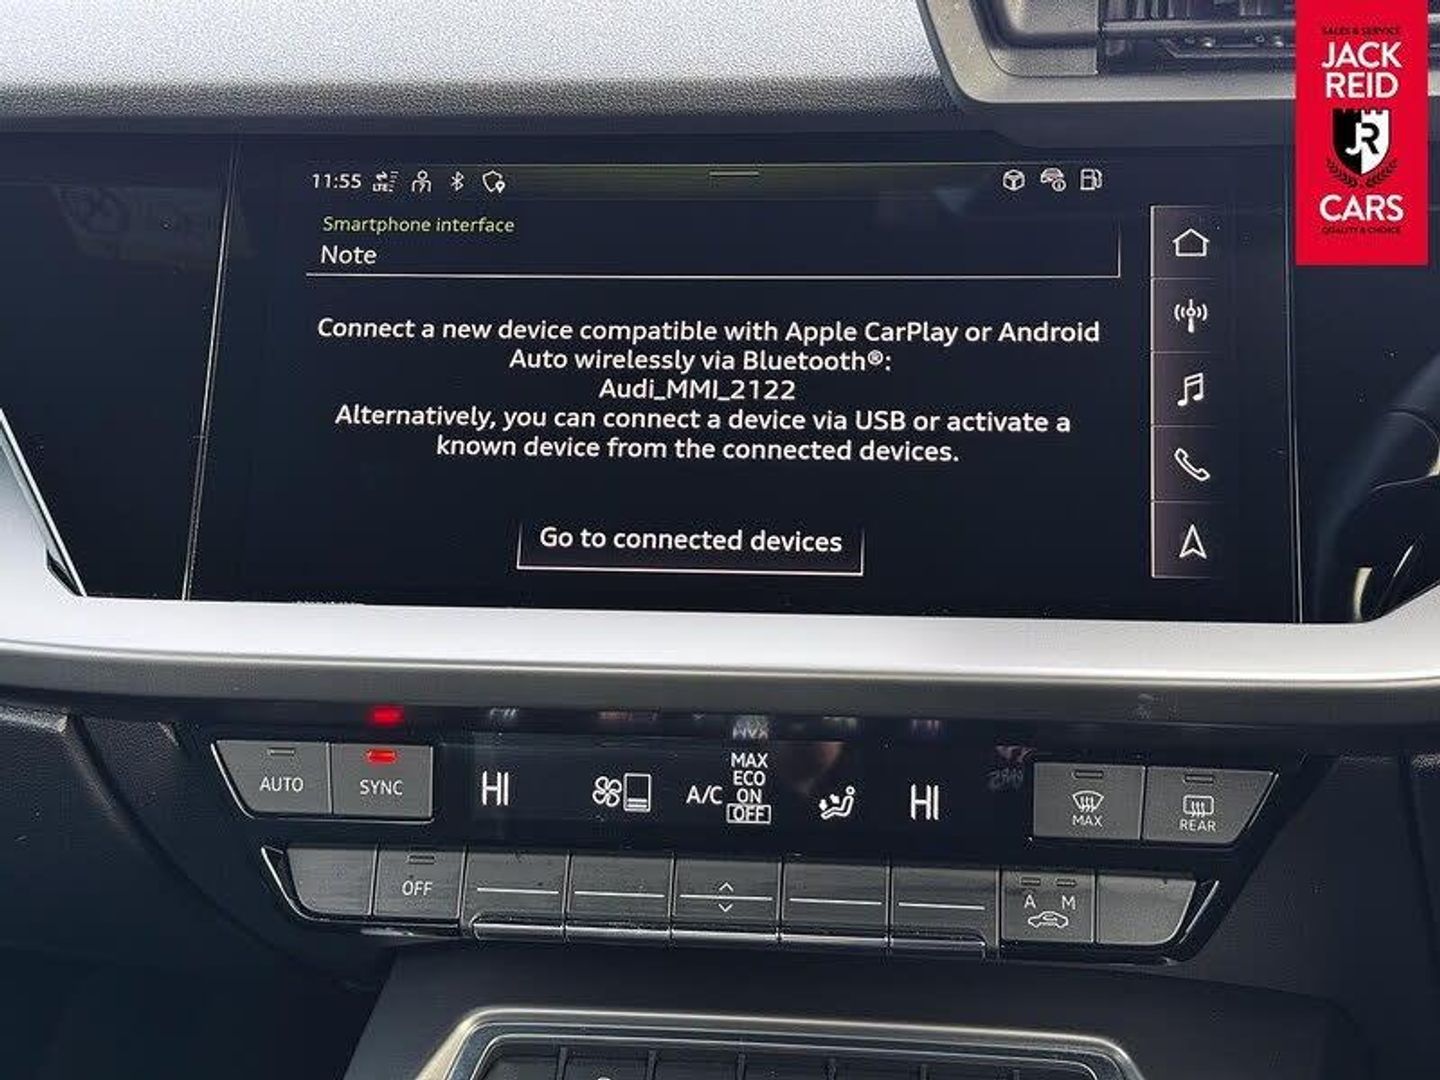 SALES & SERVICE
JACK
REID
JR
CARS
QUALITY & CHOICE
11:55
LTE
Smartphone interface
Note
Connect a new device compatible with Apple CarPlay or Android
Auto wirelessly via Bluetooth®:
Audi_MMI_2122
Alternatively, you can connect a device via USB or activate a
known device from the connected devices.
Go to connected devices
AUTO
SYNC
HI
A/C
MAX
ECO
ON
OFF
HI
MAX
REAR
OFF
A M